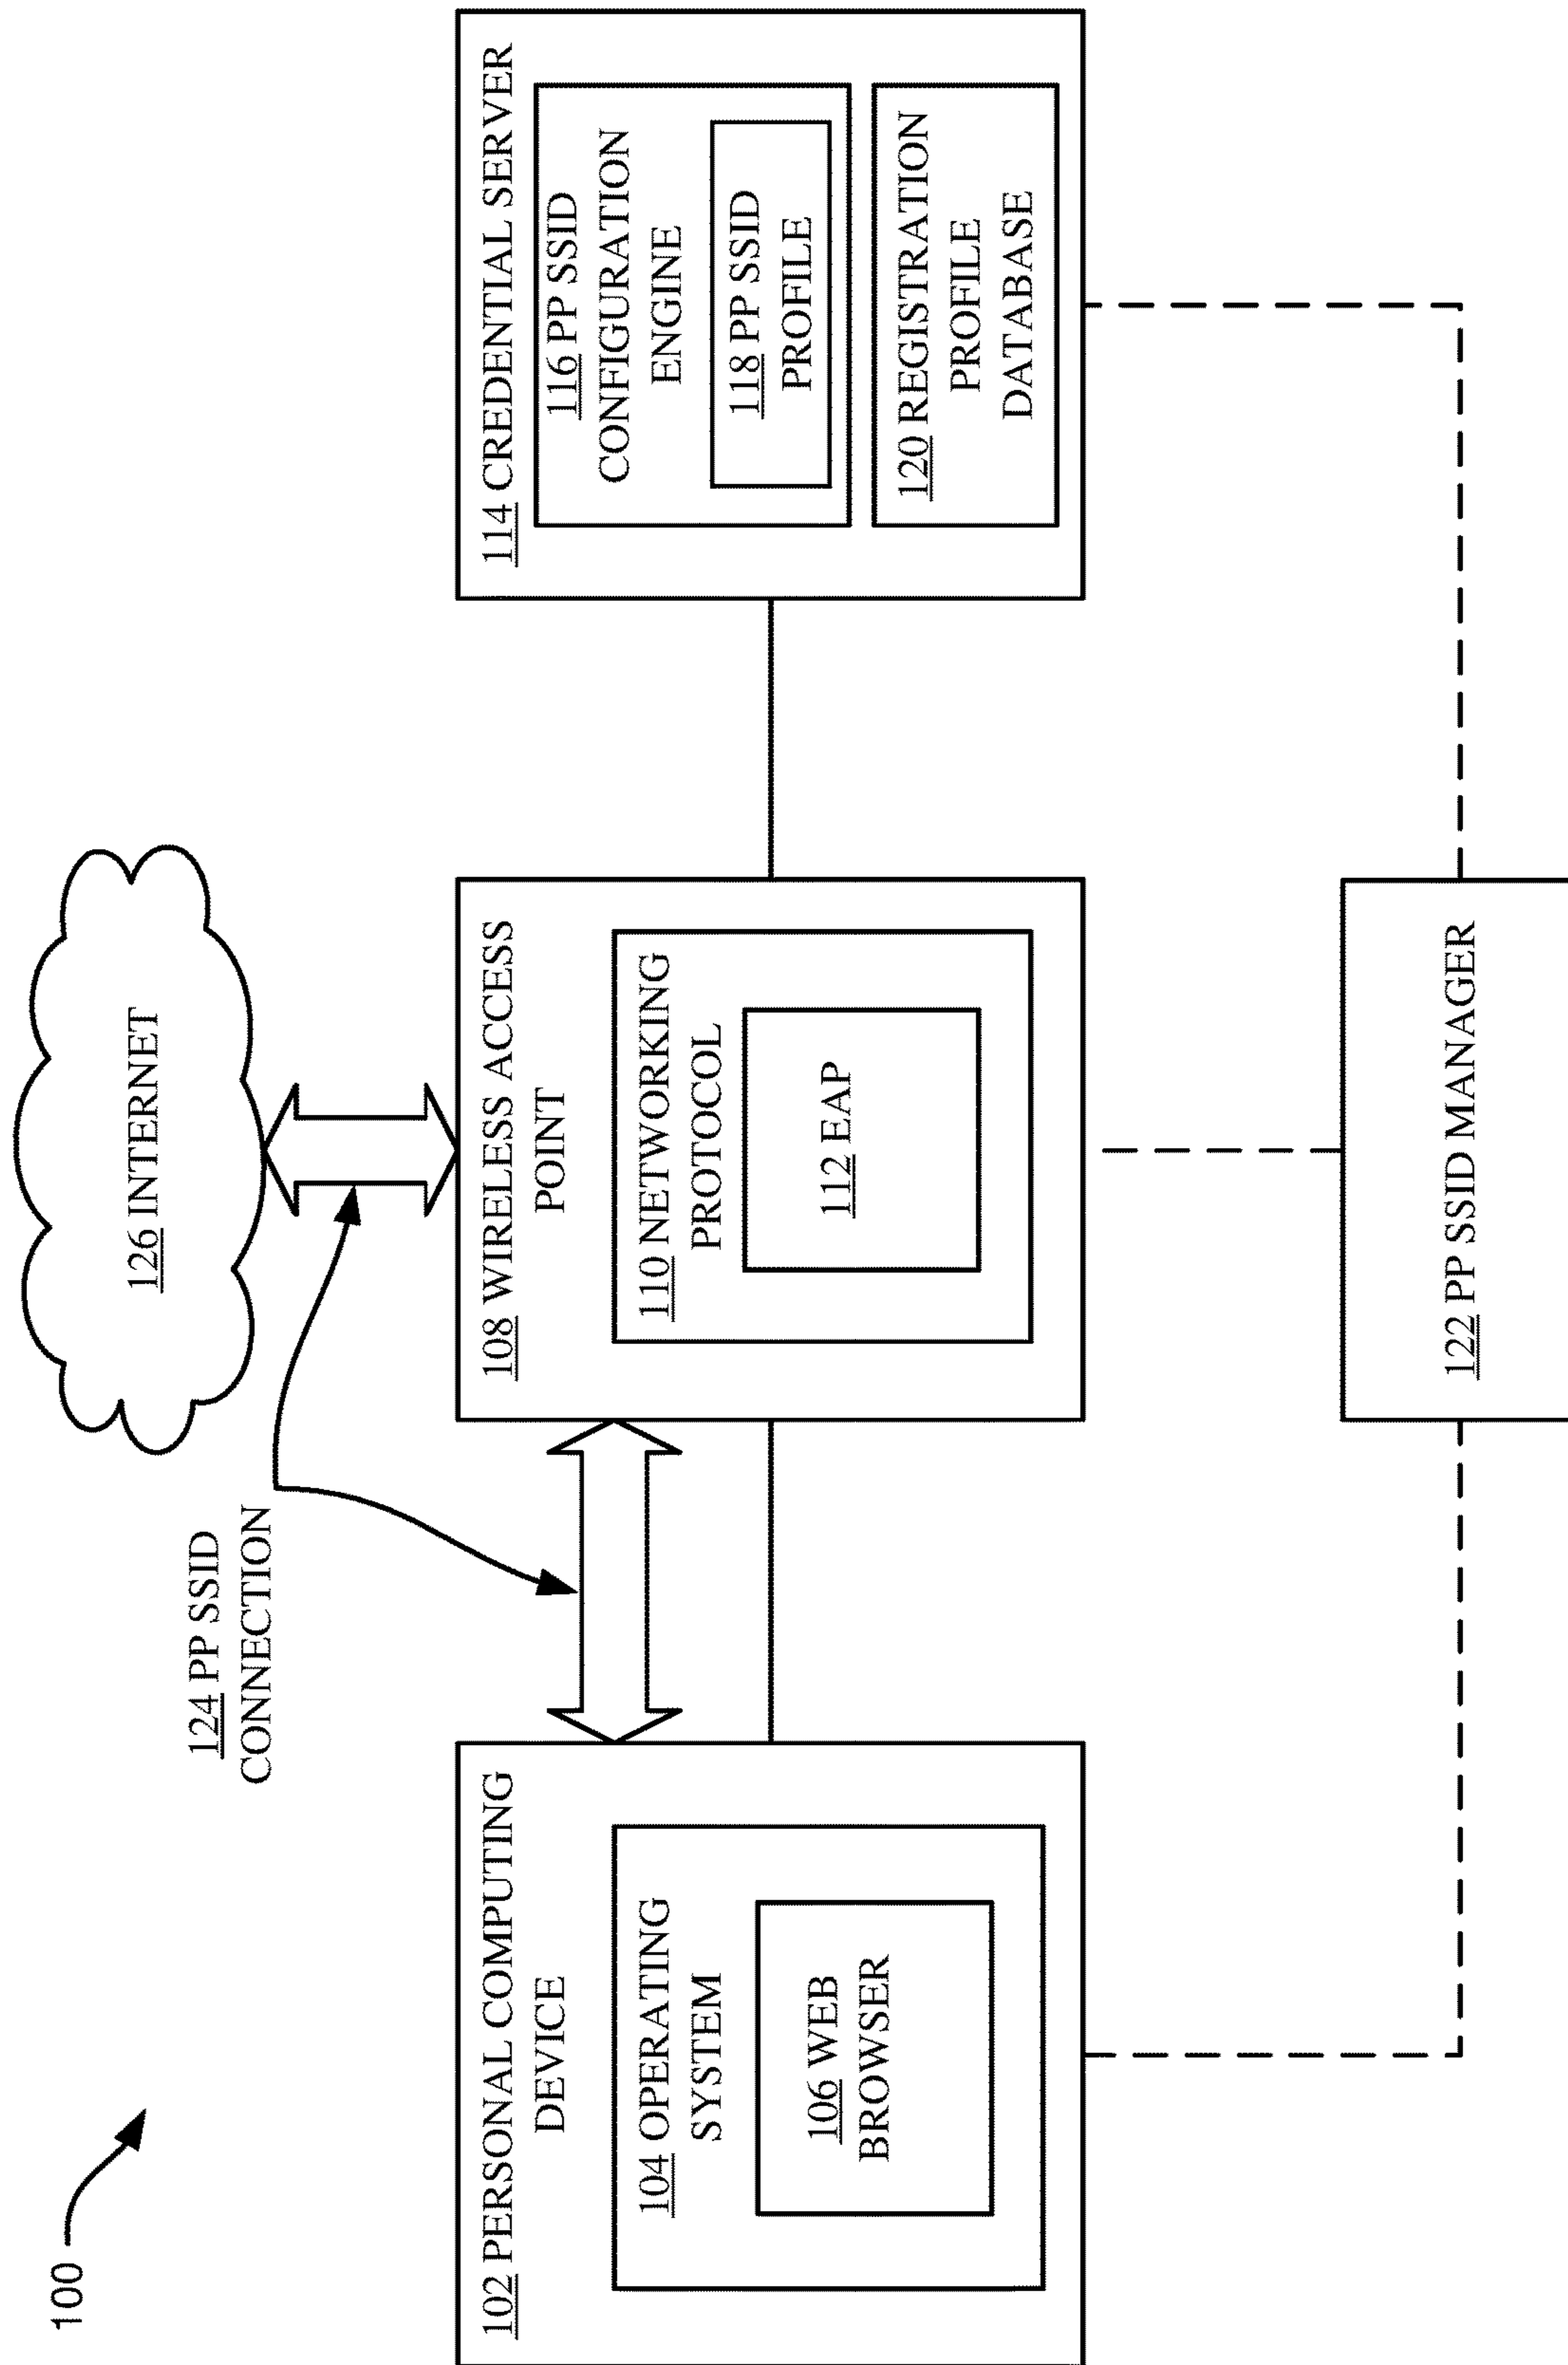 100
126 INTERNET
124 PP SSID
CONNECTION
102 PERSONAL COMPUTING
DEVICE
104 OPERATING
SYSTEM
106 WEB
BROWSER
108 WIRELESS ACCESS
POINT
110 NETWORKING
PROTOCOL
112 EAP
114 CREDENTIAL SERVER
116 PP SSID
CONFIGURATION
ENGINE
118 PP SSID
PROFILE
120 REGISTRATION
PROFILE
DATABASE
122 PP SSID MANAGER